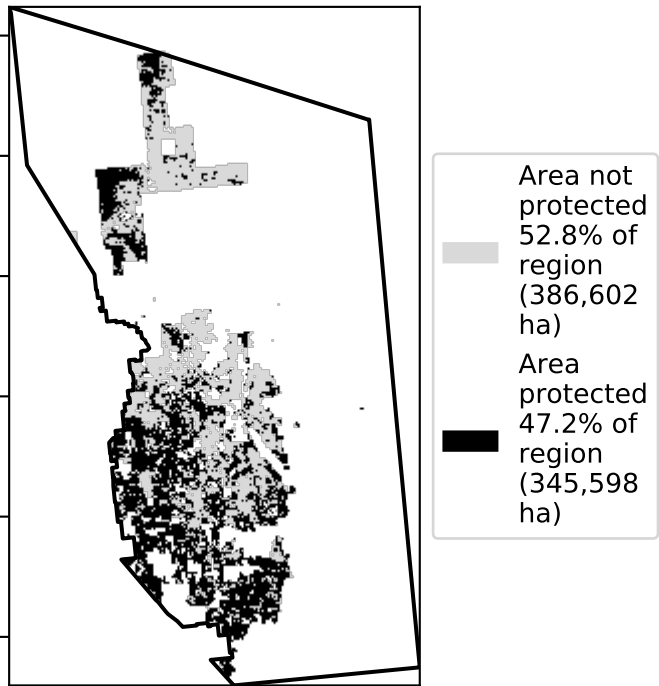 Area not
protected
52.8% of
region
(386,602
ha)
Area
protected
47.2% of
region
(345,598
ha)